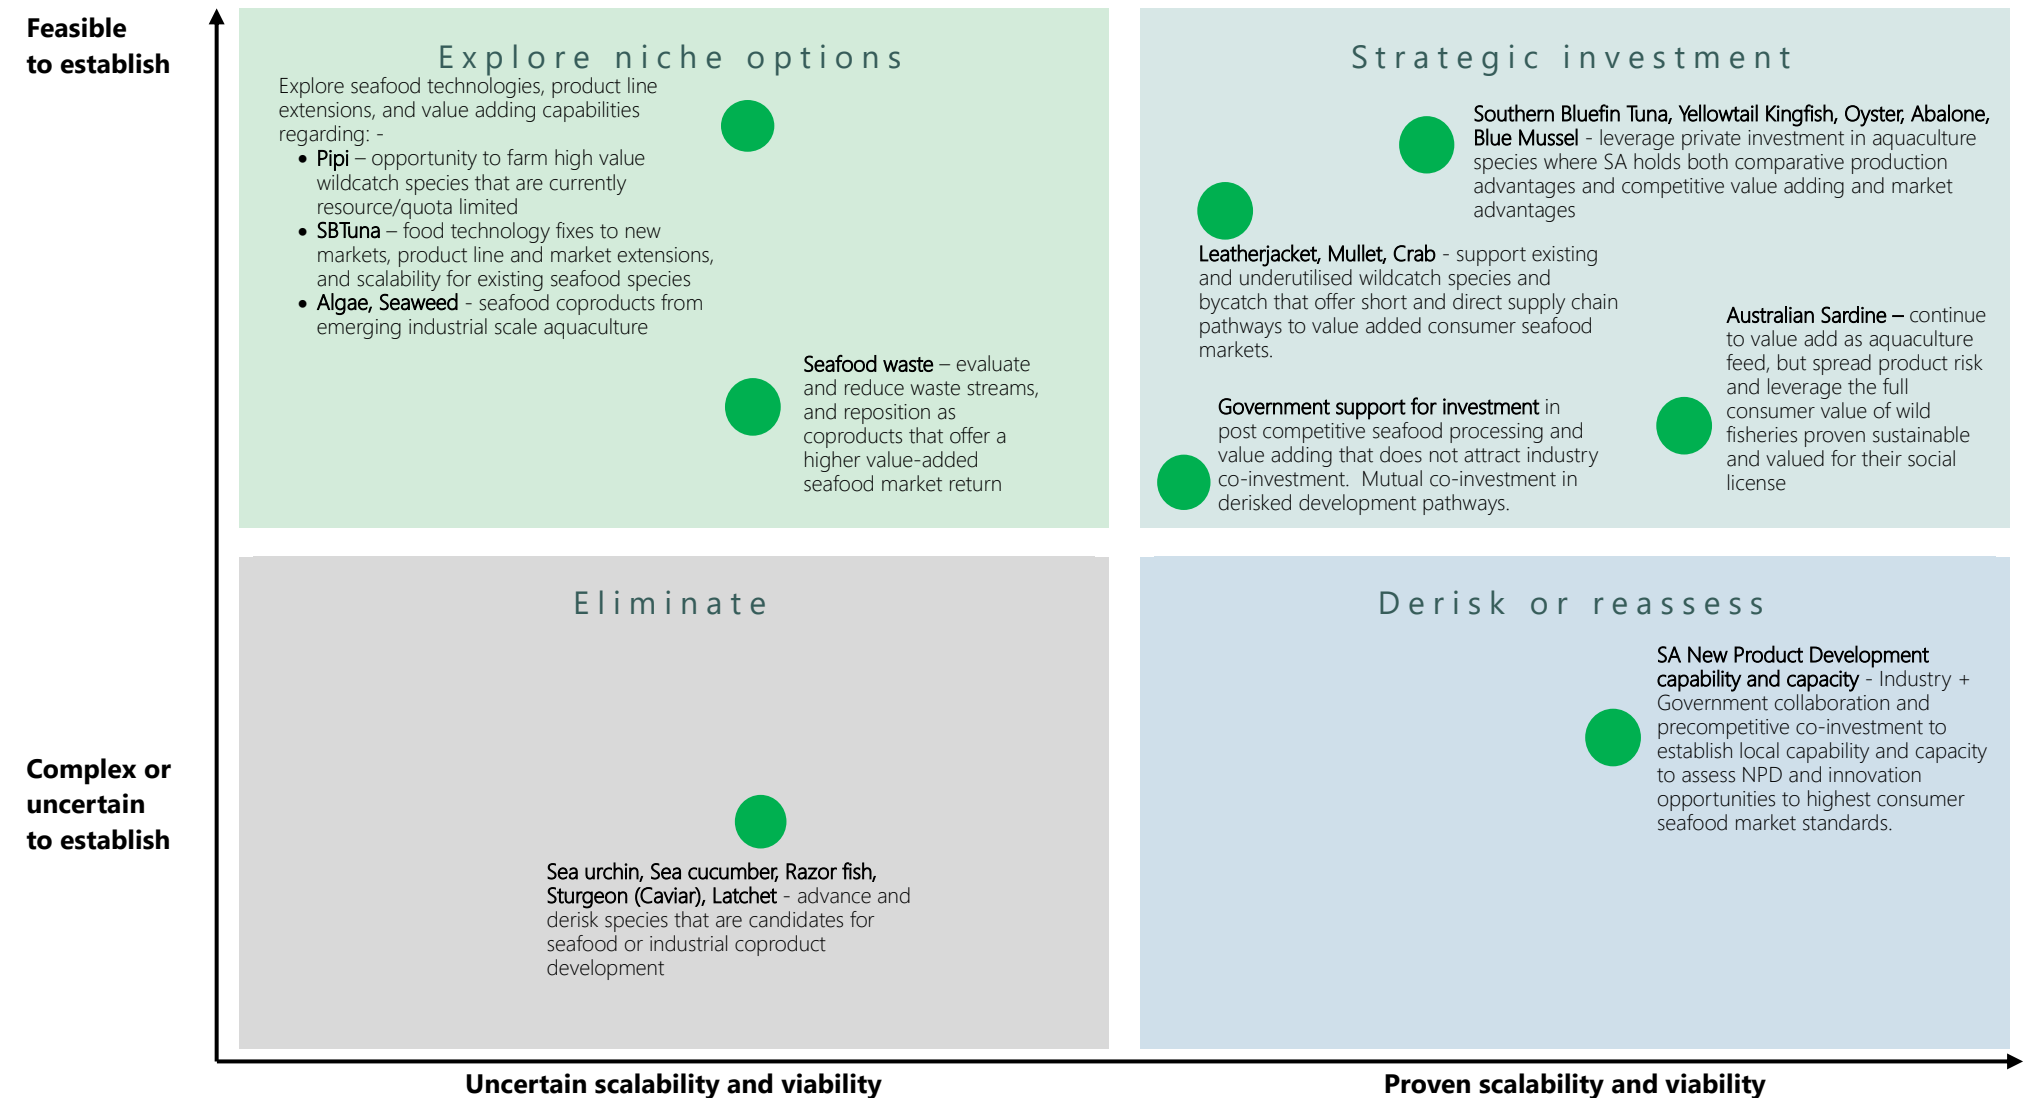 Feasible
to establish
Explore niche options
Explore seafood technologies, product line
extensions, and value adding capabilities
regarding: -
• Pipi – opportunity to farm high value
wildcatch species that are currently
resource/quota limited
• SBTuna – food technology fixes to new
markets, product line and market extensions,
and scalability for existing seafood species
• Algae, Seaweed - seafood coproducts from
emerging industrial scale aquaculture
Seafood waste – evaluate
and reduce waste streams,
and reposition as
coproducts that offer a
higher value-added
seafood market return
Strategic investment
Southern Bluefin Tuna, Yellowtail Kingfish, Oyster, Abalone,
Blue Mussel - leverage private investment in aquaculture
species where SA holds both comparative production
advantages and competitive value adding and market
advantages
Leatherjacket, Mullet, Crab - support existing
and underutilised wildcatch species and
bycatch that offer short and direct supply chain
pathways to value added consumer seafood
markets.
Australian Sardine – continue
to value add as aquaculture
feed, but spread product risk
and leverage the full
consumer value of wild
fisheries proven sustainable
and valued for their social
license
Government support for investment in
post competitive seafood processing and
value adding that does not attract industry
co-investment.  Mutual co-investment in
derisked development pathways.
Complex or
uncertain
to establish
Eliminate
Sea urchin, Sea cucumber, Razor fish,
Sturgeon (Caviar), Latchet - advance and
derisk species that are candidates for
seafood or industrial coproduct
development
Derisk or reassess
SA New Product Development
capability and capacity - Industry +
Government collaboration and
precompetitive co-investment to
establish local capability and capacity
to assess NPD and innovation
opportunities to highest consumer
seafood market standards.
Uncertain scalability and viability
Proven scalability and viability